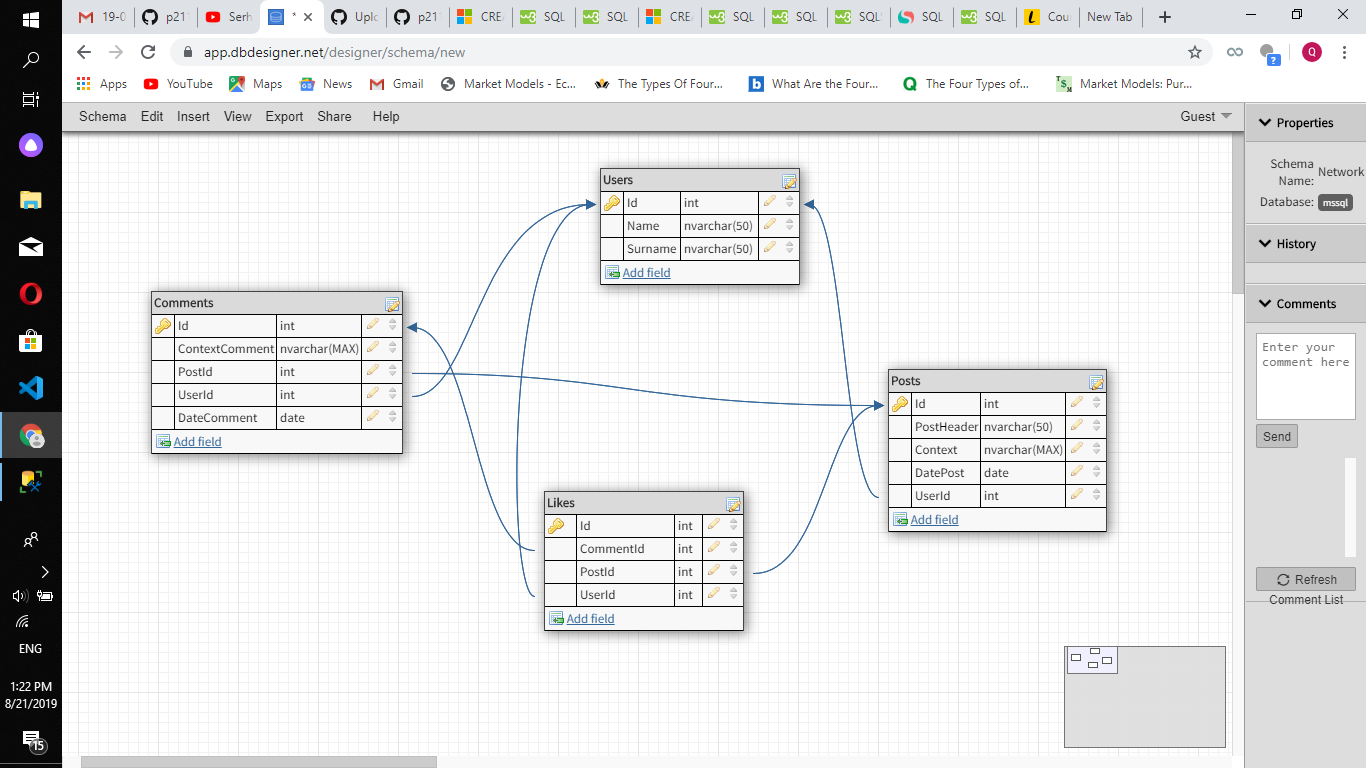 19-0
p21
Serh
*
Uplo
p21
CRE
SQL
SQL
CRE
SQL
SQL
SQL
SQL
SQL
Cou
New Tab
app.dbdesigner.net/designer/schema/new
Apps
YouTube
Maps
News
Gmail
Market Models - Ec...
The Types Of Four...
What Are the Four...
The Four Types of...
Market Models: Pur...
Schema Edit Insert View Export Share Help
Guest
Users
Id int
Name nvarchar(50)
Surname nvarchar(50)
Add field
Comments
Id int
ContextComment nvarchar(MAX)
PostId int
UserId int
DateComment date
Add field
Posts
Id int
PostHeader nvarchar(50)
Context nvarchar(MAX)
DatePost date
UserId int
Add field
Likes
Id int
CommentId int
PostId int
UserId int
Add field
Properties
Schema Name: Network
Database: mssql
History
Comments
Enter your
comment here
Send
Refresh
Comment List
ENG
1:22 PM
8/21/2019
15